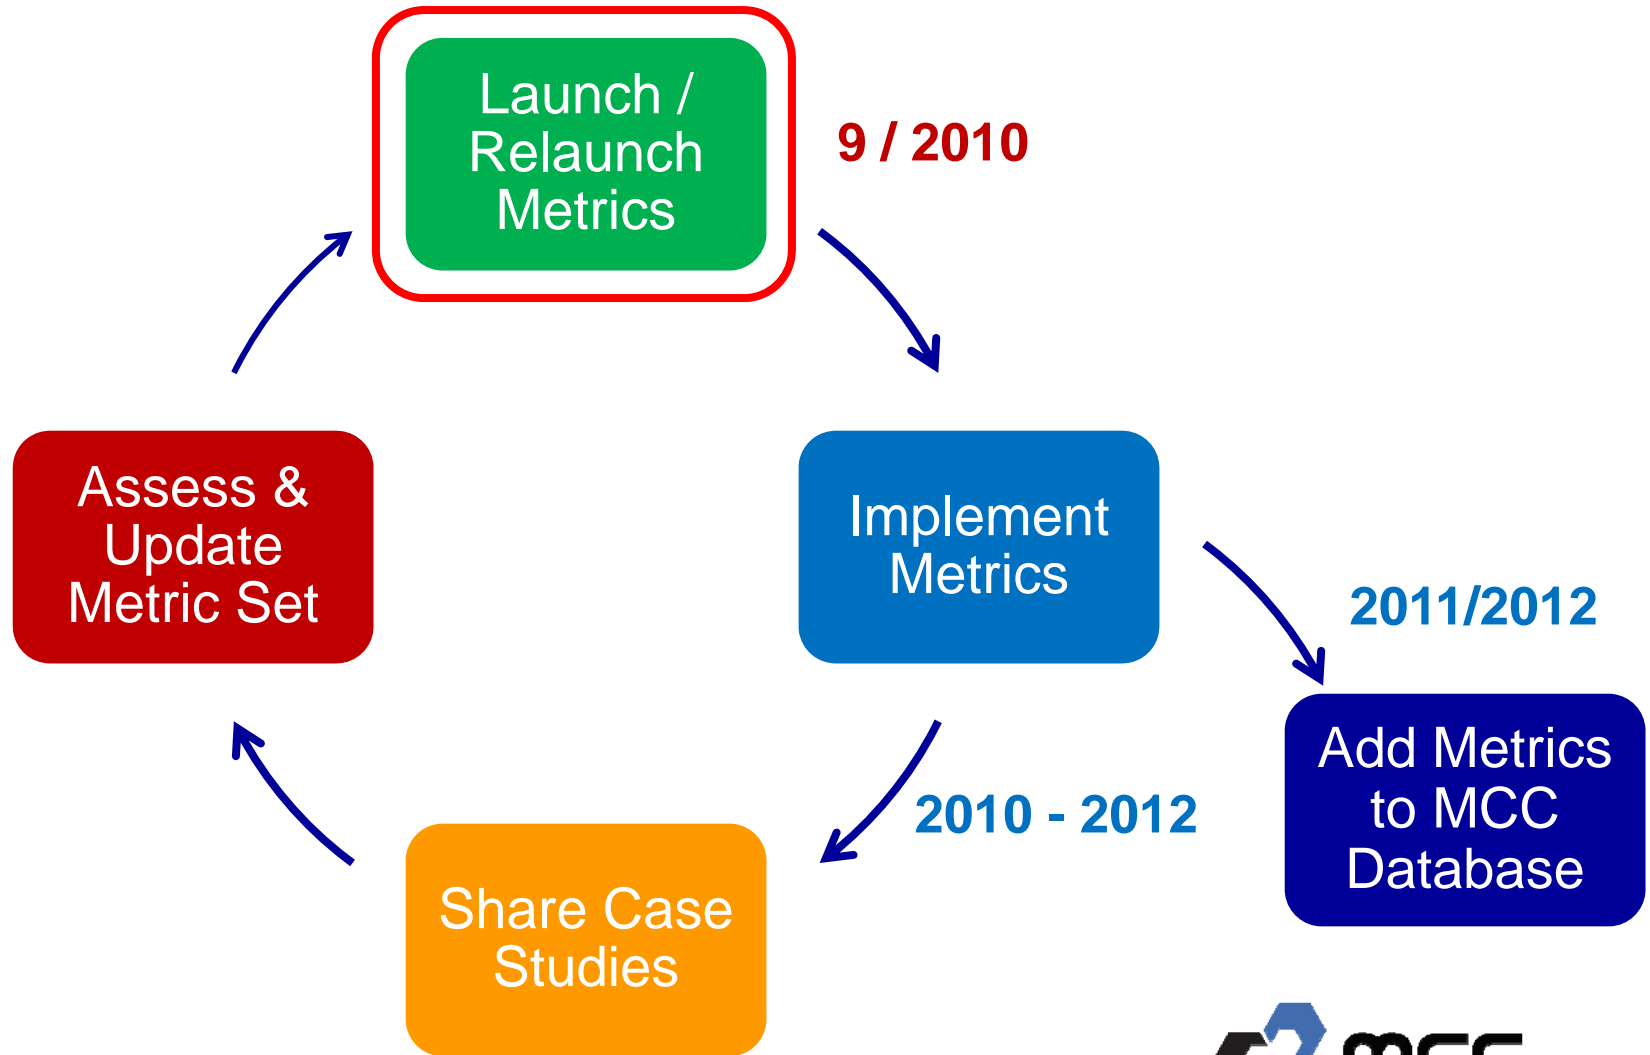 Launch /
Relaunch
Metrics
9 / 2010
Assess &
Update
Metric Set
Implement
Metrics
2011/2012
Add Metrics
to MCC
Database
2010 - 2012
Share Case
Studies
mcc